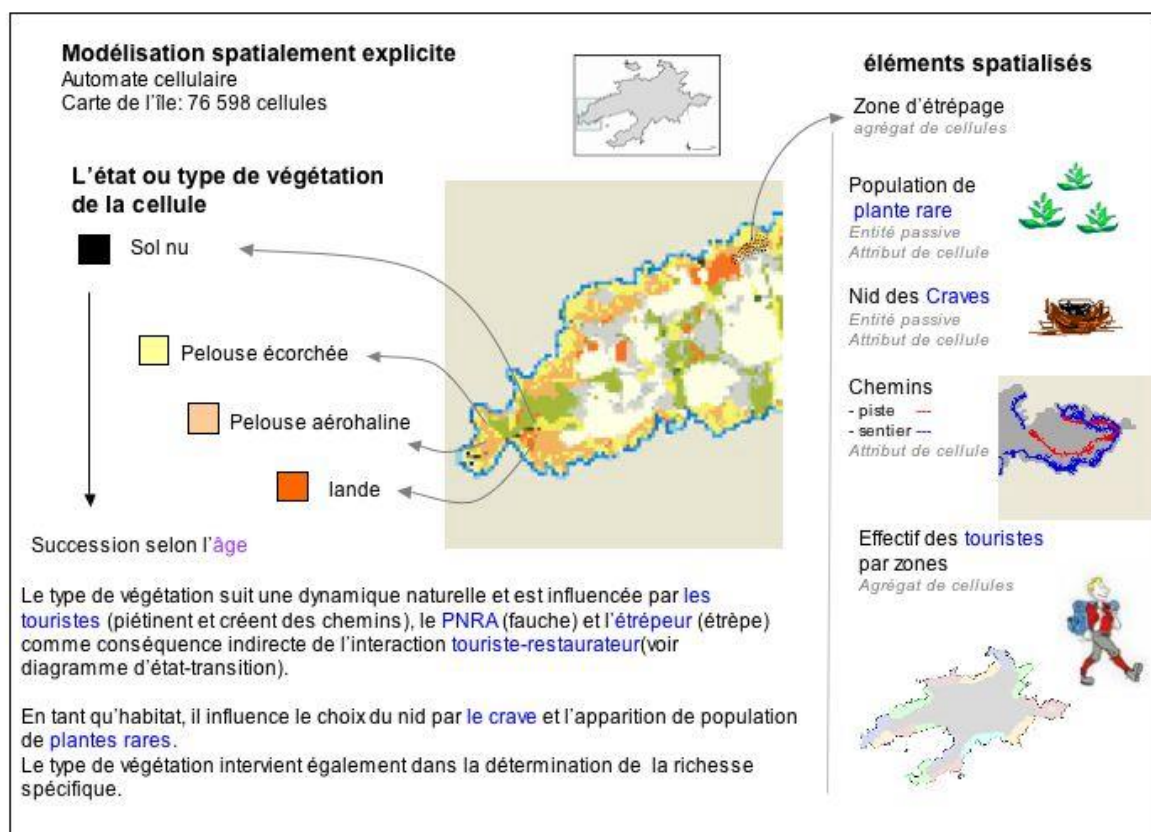 Modélisation spatialement explicite
Automate cellulaire
Carte de l'île: 76 598 cellules
L'état ou type de végétation
de la cellule
Sol nu
Pelouse écorchée
Pelouse aérohaline
lande
Succession selon l'âge
Le type de végétation suit une dynamique naturelle et est influencée par les
touristes (piétinent et créent des chemins), le PNRA (fauche) et l'étrépeur (étrèpe)
comme conséquence indirecte de l'interaction touriste-restaurateur(voir
diagramme d'état-transition).
En tant qu'habitat, il influence le choix du nid par le crave et l'apparition de population
de plantes rares.
Le type de végétation intervient également dans la détermination de la richesse
spécifique.
éléments spatialisés
Zone d'étrépage
agrégat de cellules
Population de
plante rare
Entité passive
Attribut de cellule
Nid des Craves
Entité passive
Attribut de cellule
Chemins
- piste ---
- sentier ---
Attribut de cellule
Effectif des touristes
par zones
Agrégat de cellules